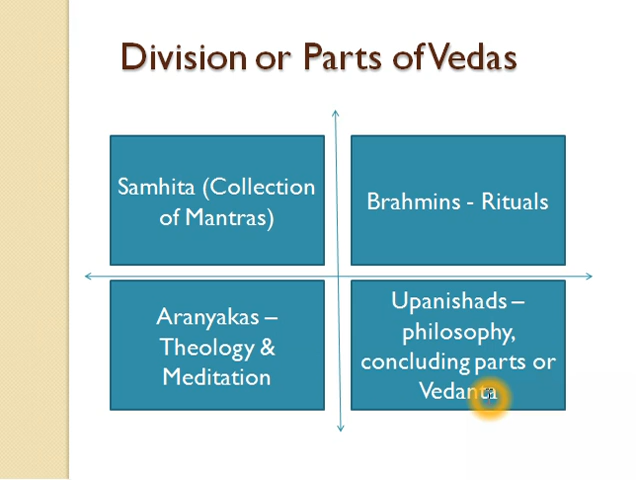 Division or Parts of Vedas
Samhita (Collection
of Mantras)
Brahmins - Rituals
Aranyakas –
Theology &
Meditation
Upanishads –
philosophy,
concluding parts or
Vedanta